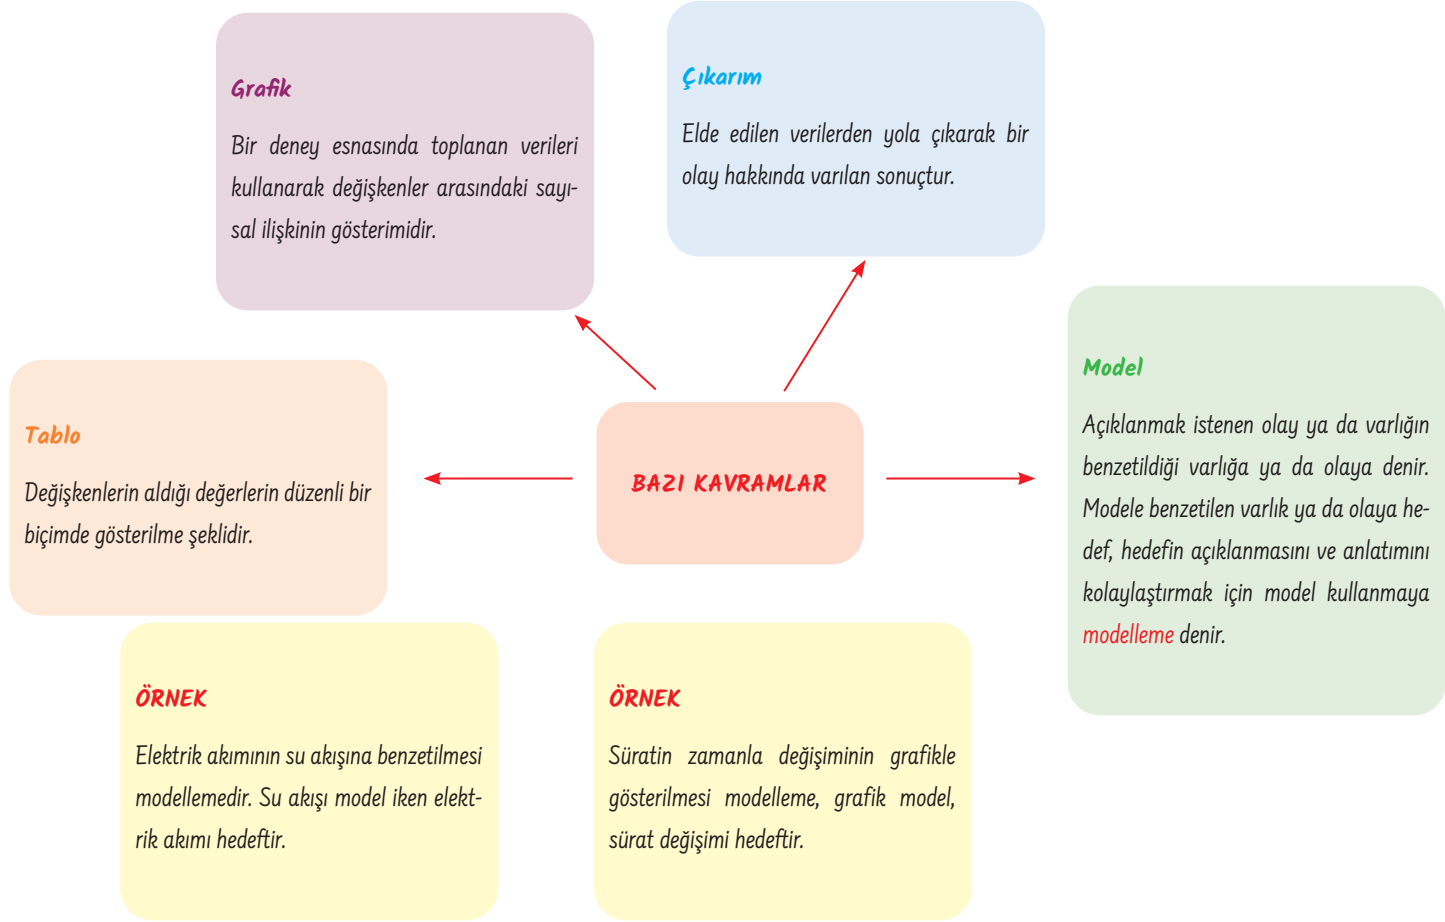 Grafik
Bir deney esnasında toplanan verileri
kullanarak değişkenler arasındaki sayı-
sal ilişkinin gösterimidir.
Çıkarım
Elde edilen verilerden yola çıkarak bir
olay hakkında varılan sonuçtur.
Tablo
Değişkenlerin aldığı değerlerin düzenli bir
biçimde gösterilme şeklidir.
BAZI KAVRAMLAR
Model
Açıklanmak istenen olay ya da varlığın
benzetildiği varlığa ya da olaya denir.
Modele benzetilen varlık ya da olaya he-
def, hedefin açıklanmasını ve anlatımını
kolaylaştırmak için model kullanmaya
modelleme denir.
ÖRNEK
Elektrik akımının su akışına benzetilmesi
modellemedir. Su akışı model iken elekt-
rik akımı hedeftir.
ÖRNEK
Süratin zamanla değişiminin grafikle
gösterilmesi modelleme, grafik model,
sürat değişimi hedeftir.